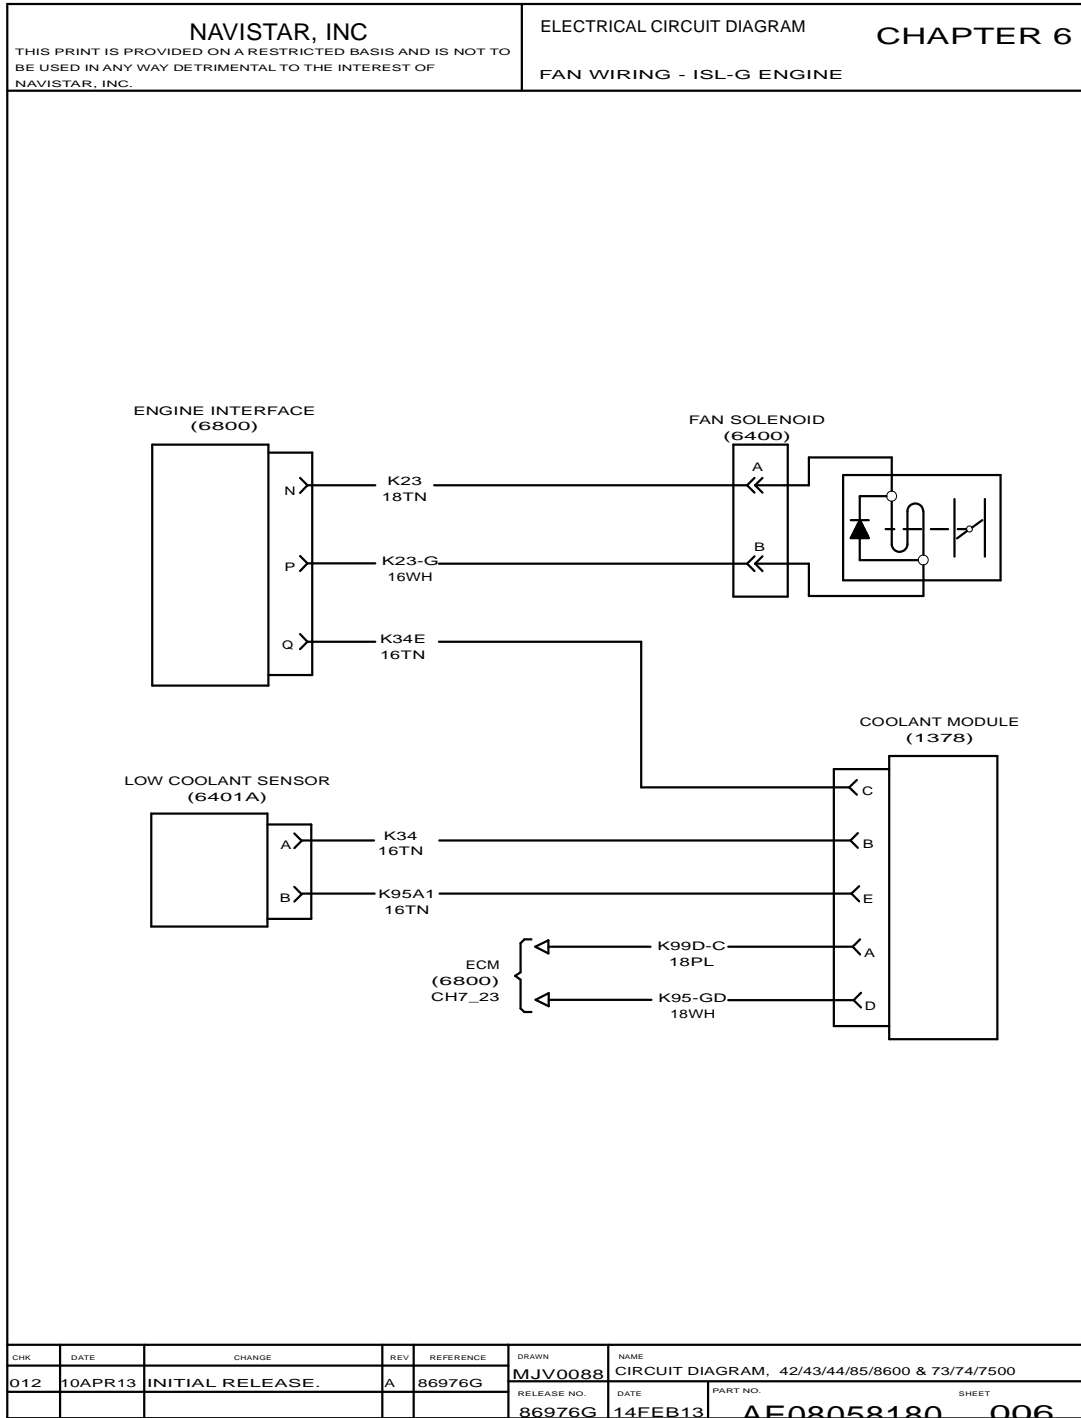 NAVISTAR, INC
THIS PRINT IS PROVIDED ON A RESTRICTED BASIS AND IS NOT TO
BE USED IN ANY WAY DETRIMENTAL TO THE INTEREST OF
NAVISTAR, INC.
ELECTRICAL CIRCUIT DIAGRAM
CHAPTER 6
FAN WIRING - ISL-G ENGINE
ENGINE INTERFACE
(6800)
N
K23
18TN
P
K23-G
16WH
Q
K34E
16TN
FAN SOLENOID
(6400)
A
B
COOLANT MODULE
(1378)
C
B
E
A
D
LOW COOLANT SENSOR
(6401A)
A
K34
16TN
B
K95A1
16TN
ECM
(6800)
CH7_23
K99D-C
18PL
K95-GD
18WH
CHK DATE CHANGE REV REFERENCE
012 10APR13 INITIAL RELEASE. A 86976G
DRAWN
MJV0088
NAME
CIRCUIT DIAGRAM, 42/43/44/85/8600 & 73/74/7500
RELEASE NO.
86976G
DATE
14FEB13
PART NO.
AE08058180
SHEET
006